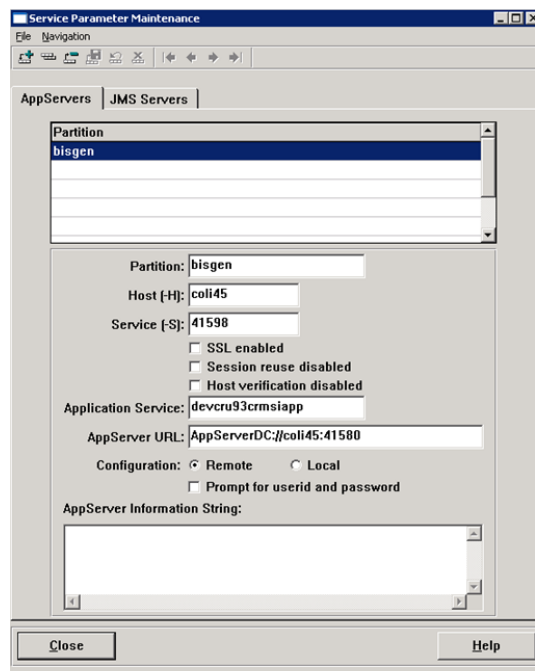 Service Parameter Maintenance
File Navigation
AppServers JMS Servers
Partition
bisgen
Partition: bisgen
Host (-H): coli45
Service (-S): 41598
SSL enabled
Session reuse disabled
Host verification disabled
Application Service: devcru93crmsiapp
AppServer URL: AppServerDC://coli45:41580
Configuration: Remote Local
Prompt for userid and password
AppServer Information String:
Close Help